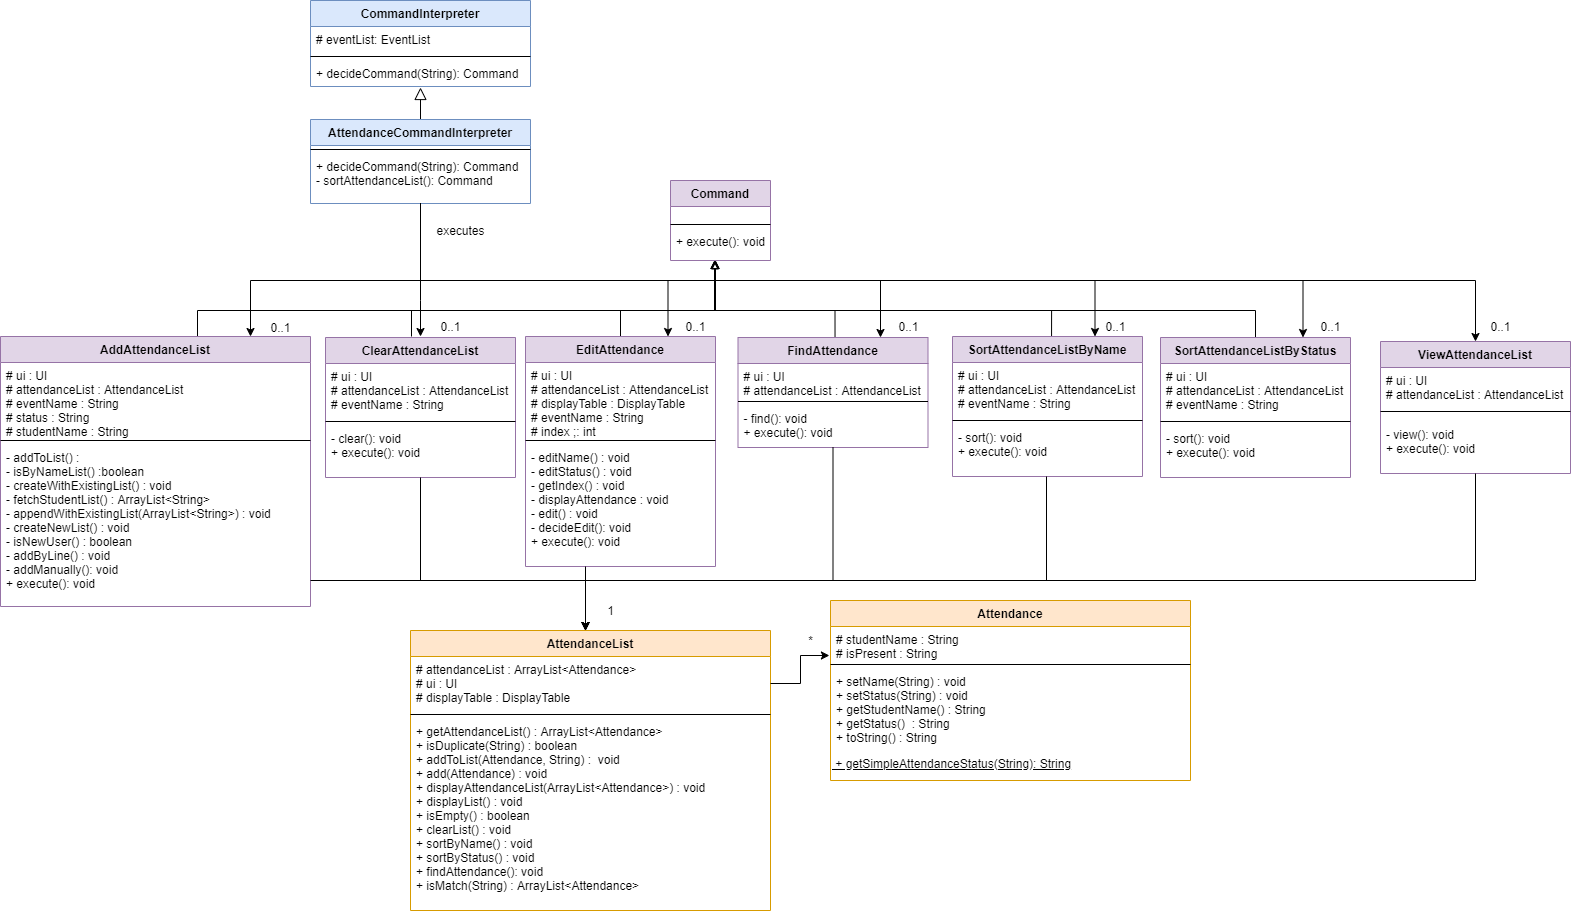 CommandInterpreter
# eventList: EventList
+ decideCommand(String): Command
AttendanceCommandInterpreter
+ decideCommand(String): Command
- sortAttendanceList(): Command
executes
Command
+ execute(): void
0..1
0..1
0..1
0..1
0..1
0..1
0..1
AddAttendanceList
# ui : UI
# attendanceList : AttendanceList
# eventName : String
# status : String
# studentName : String
- addToList() :
- isByNameList() :boolean
- createWithExistingList() : void
- fetchStudentList() : ArrayList<String>
- appendWithExistingList(ArrayList<String>) : void
- createNewList() : void
- isNewUser() : boolean
- addByLine() : void
- addManually(): void
+ execute(): void
ClearAttendanceList
# ui : UI
# attendanceList : AttendanceList
# eventName : String
- clear(): void
+ execute(): void
EditAttendance
# ui : UI
# attendanceList : AttendanceList
# displayTable : DisplayTable
# eventName : String
# index ;: int
- editName() : void
- editStatus() : void
- getIndex() : void
- displayAttendance : void
- edit() : void
- decideEdit(): void
+ execute(): void
FindAttendance
# ui : UI
# attendanceList : AttendanceList
- find(): void
+ execute(): void
SortAttendanceListByName
# ui : UI
# attendanceList : AttendanceList
# eventName : String
- sort(): void
+ execute(): void
SortAttendanceListByStatus
# ui : UI
# attendanceList : AttendanceList
# eventName : String
- sort(): void
+ execute(): void
ViewAttendanceList
# ui : UI
# attendanceList : AttendanceList
- view(): void
+ execute(): void
1
AttendanceList
# attendanceList : ArrayList<Attendance>
# ui : UI
# displayTable : DisplayTable
+ getAttendanceList() : ArrayList<Attendance>
+ isDuplicate(String) : boolean
+ addToList(Attendance, String) : void
+ add(Attendance) : void
+ displayAttendanceList(ArrayList<Attendance>) : void
+ displayList() : void
+ isEmpty() : boolean
+ clearList() : void
+ sortByName() : void
+ sortByStatus() : void
+ findAttendance(): void
+ isMatch(String) : ArrayList<Attendance>
*
Attendance
# studentName : String
# isPresent : String
+ setName(String) : void
+ setStatus(String) : void
+ getStudentName() : String
+ getStatus() : String
+ toString() : String
+ getSimpleAttendanceStatus(String): String